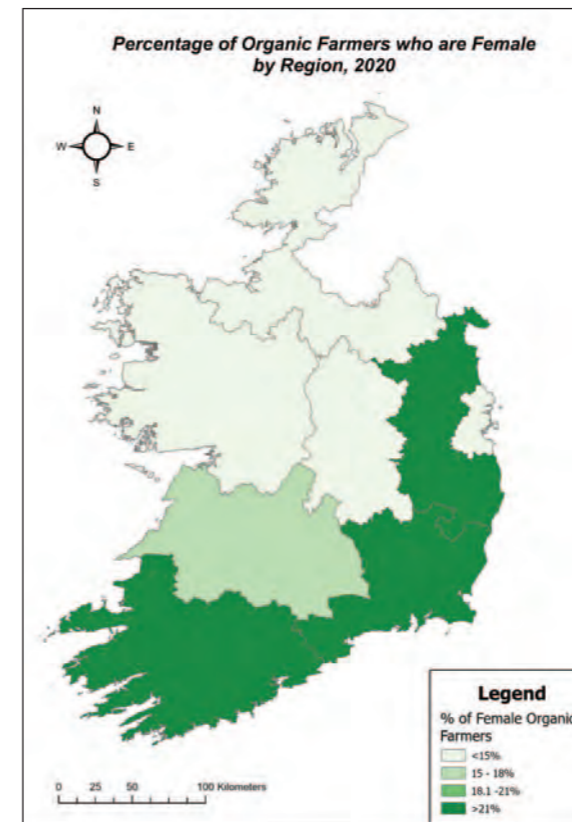 Percentage of Organic Farmers who are Female
by Region, 2020
N
W E
S
Legend
% of Female Organic
Farmers
<15%
15 - 18%
18.1 -21%
>21%
0 25 50 100 Kilometers